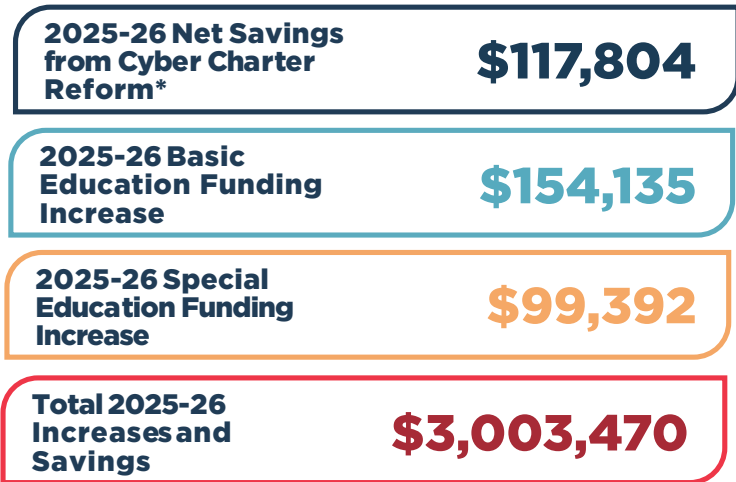 2025-26 Net Savings
from Cyber Charter
Reform*
$117,804
2025-26 Basic
Education Funding
Increase
$154,135
2025-26 Special
Education Funding
Increase
$99,392
Total 2025-26
Increases and
Savings
$3,003,470